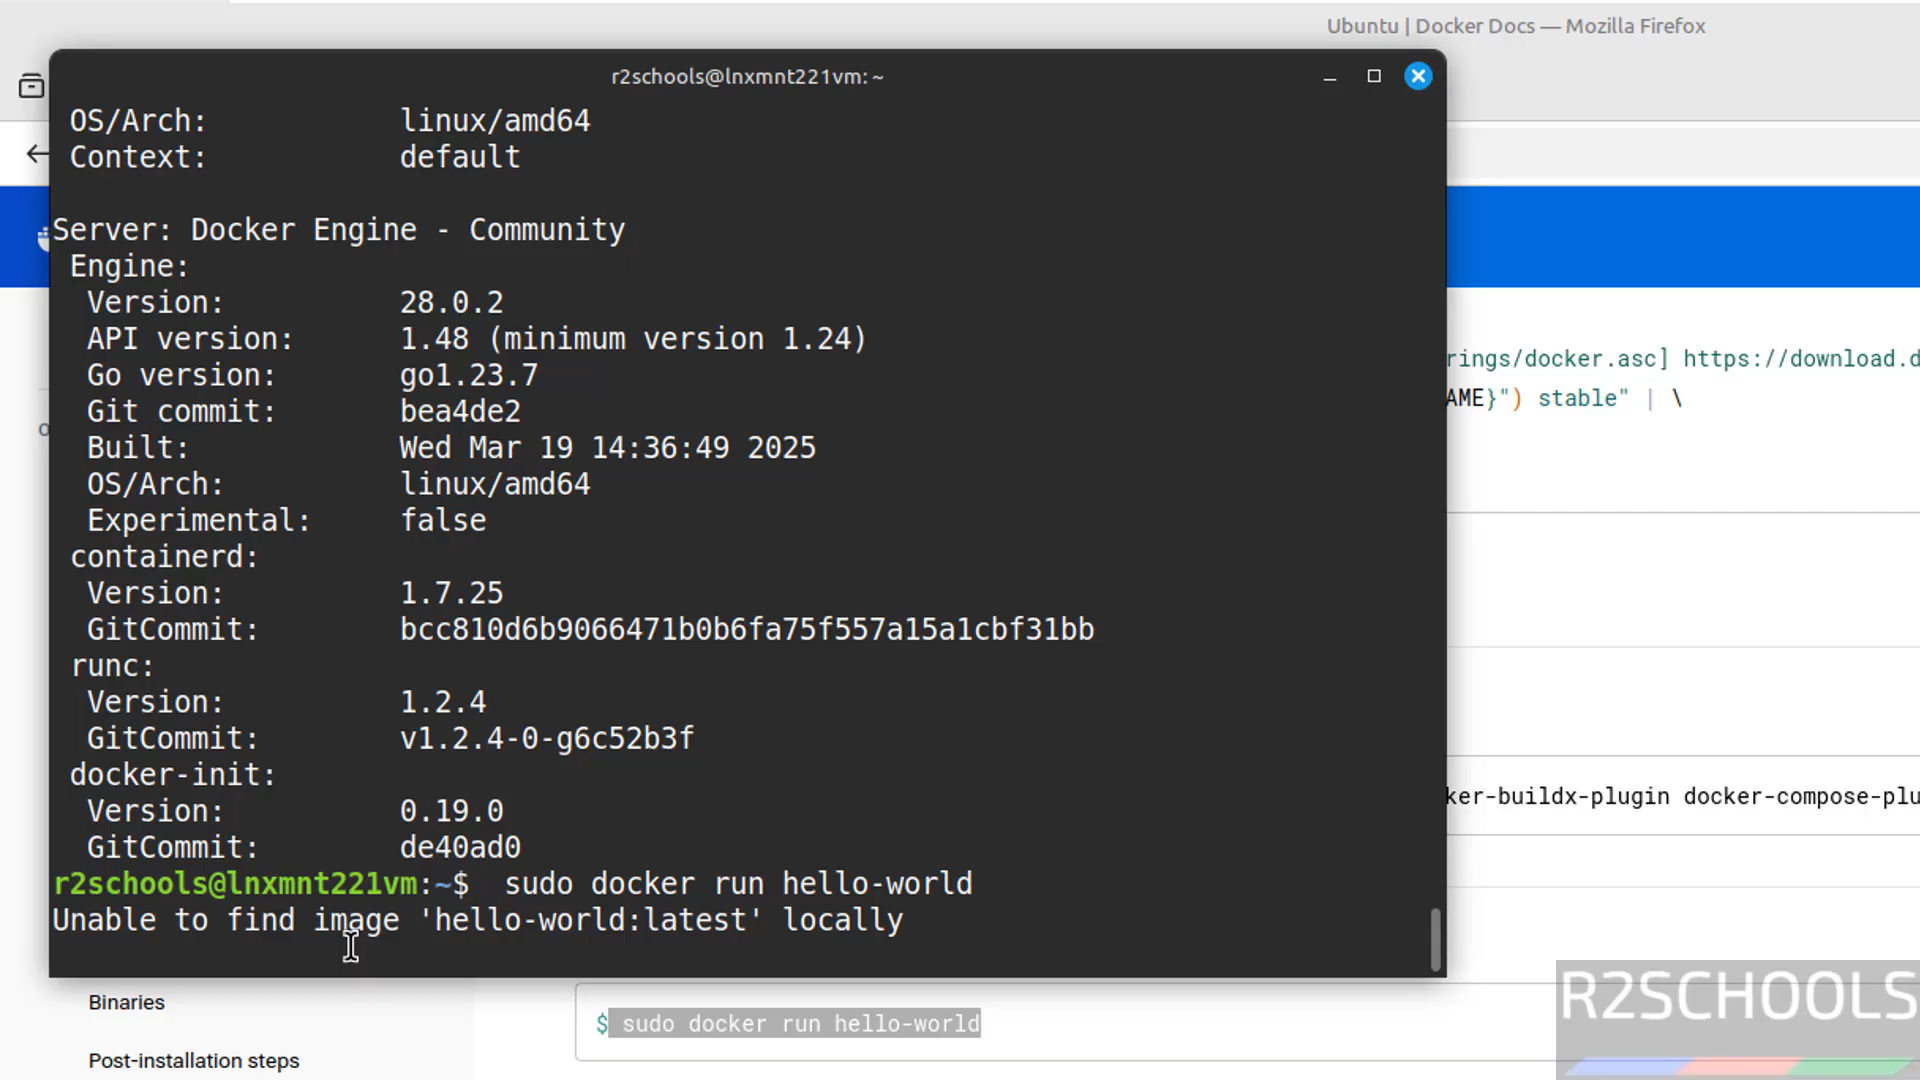 Ubuntu | Docker Docs — Mozilla Firefox
r2schools@lnxmnt221vm: ~
OS/Arch: linux/amd64
Context: default
Server: Docker Engine - Community
Engine:
Version: 28.0.2
API version: 1.48 (minimum version 1.24)
Go version: go1.23.7
Git commit: bea4de2
Built: Wed Mar 19 14:36:49 2025
OS/Arch: linux/amd64
Experimental: false
containerd:
Version: 1.7.25
GitCommit: bcc810d6b9066471b0b6fa75f557a15a1cbf31bb
runc:
Version: 1.2.4
GitCommit: v1.2.4-0-g6c52b3f
docker-init:
Version: 0.19.0
GitCommit: de40ad0
r2schools@lnxmnt221vm:~$  sudo docker run hello-world
Unable to find image 'hello-world:latest' locally
rings/docker.asc] https://download.d
AME}") stable" | \
ker-buildx-plugin docker-compose-plu
Binaries
$ sudo docker run hello-world
Post-installation steps
R2SCHOOLS